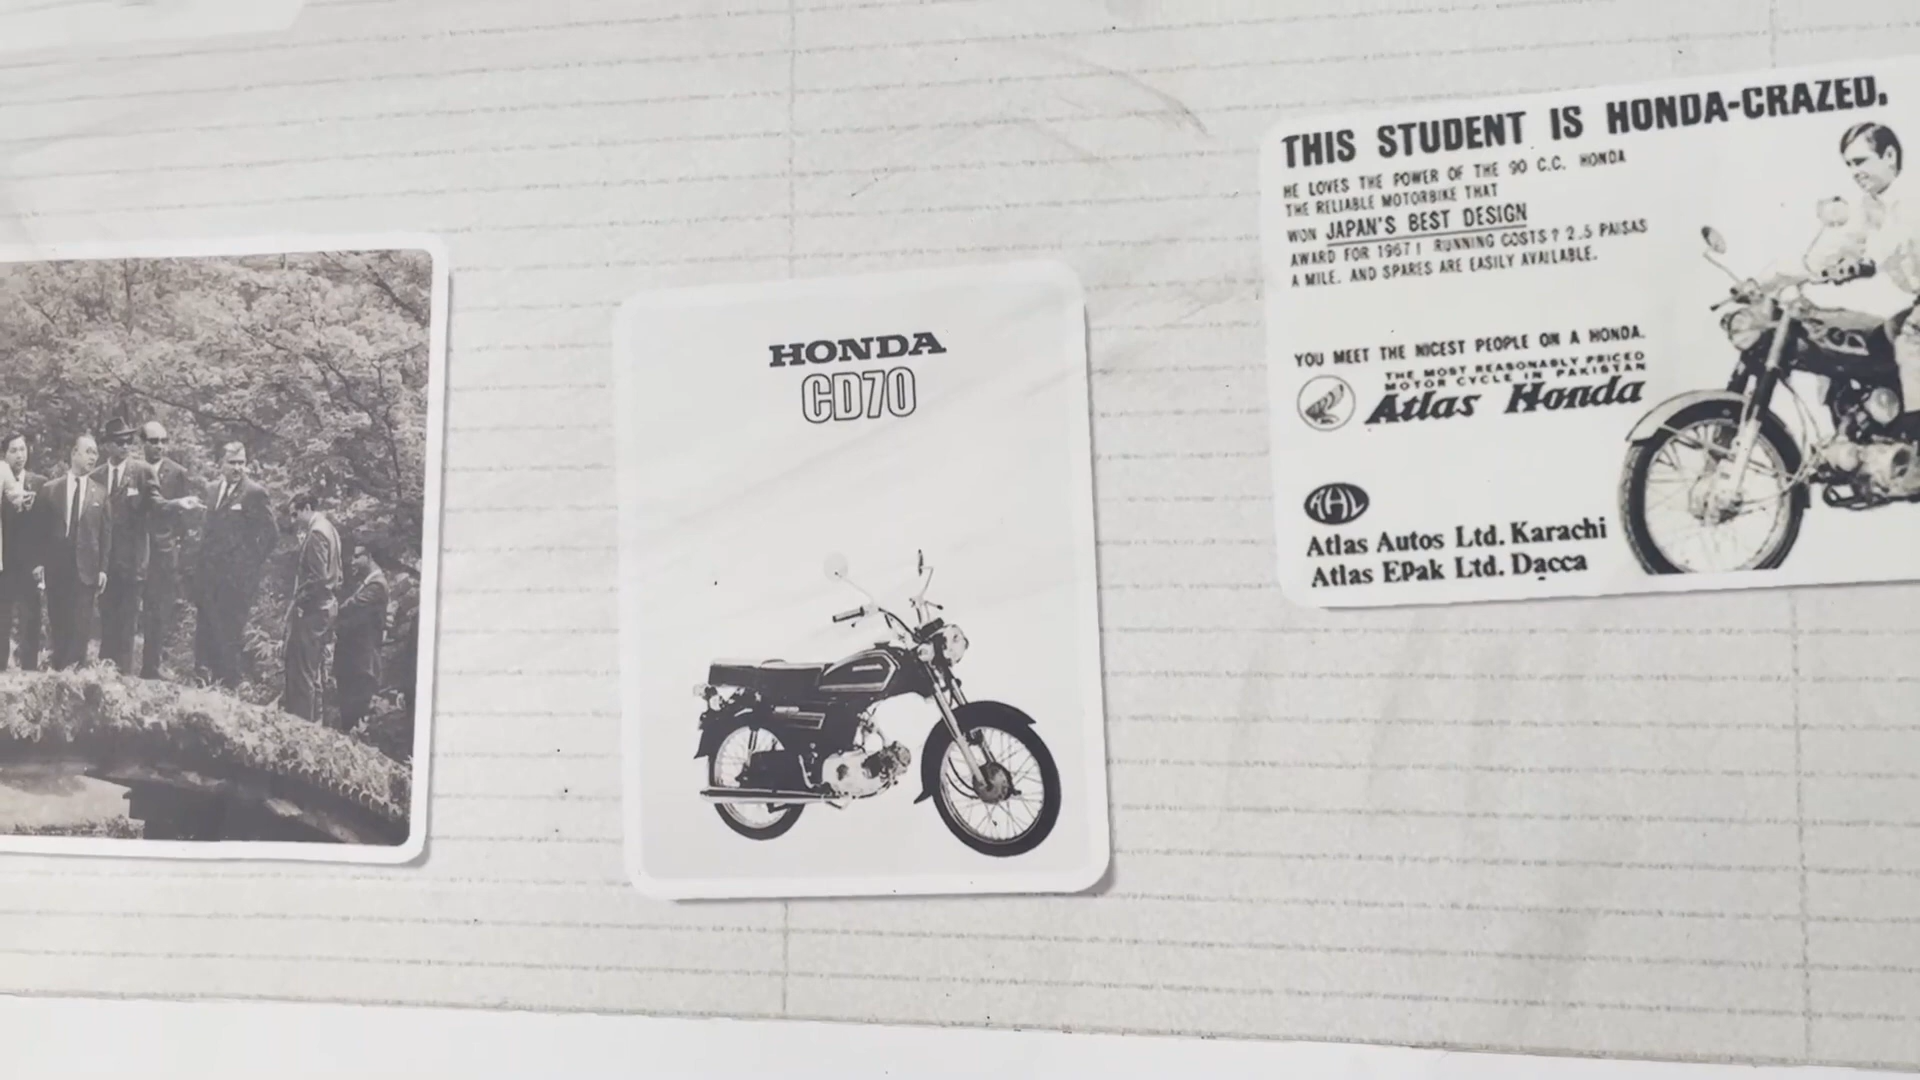 HONDA
CD70
THIS STUDENT IS HONDA-CRAZED.
HE LOVES THE POWER OF THE 90 C.C. HONDA
THE RELIABLE MOTORBIKE THAT
WON JAPAN'S BEST DESIGN
AWARD FOR 1967! RUNNING COSTS? 2.5 PAISAS
A MILE. AND SPARES ARE EASILY AVAILABLE.
YOU MEET THE NICEST PEOPLE ON A HONDA.
THE MOST REASONABLY PRICED
MOTOR CYCLE IN PAKISTAN
Atlas Honda
AHL
Atlas Autos Ltd. Karachi
Atlas EPak Ltd. Dacca